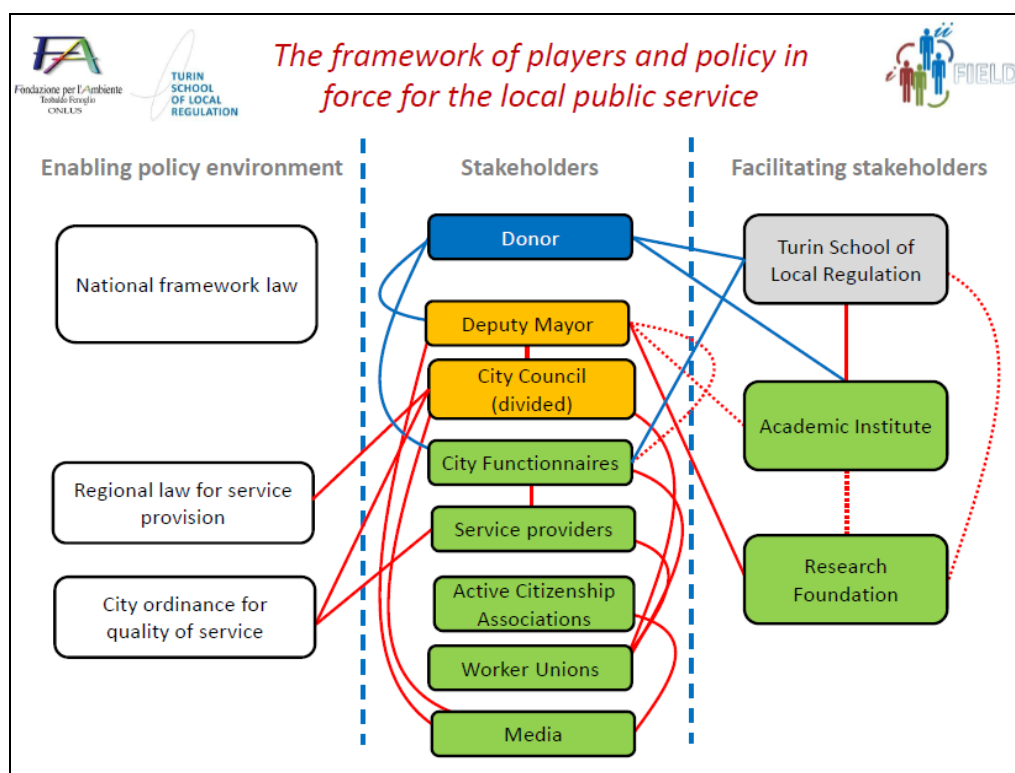 The framework of players and policy in
force for the local public service
FA
Fondazione per l'Ambiente
Teobaldo Fenoglio
ONLUS
TURIN
SCHOOL
OF LOCAL
REGULATION
i
ii
FIELD
Enabling policy environment
Stakeholders
Facilitating stakeholders
National framework law
Regional law for service
provision
City ordinance for
quality of service
Donor
Deputy Mayor
City Council
(divided)
City Functionnaires
Service providers
Active Citizenship
Associations
Worker Unions
Media
Turin School of
Local Regulation
Academic Institute
Research
Foundation